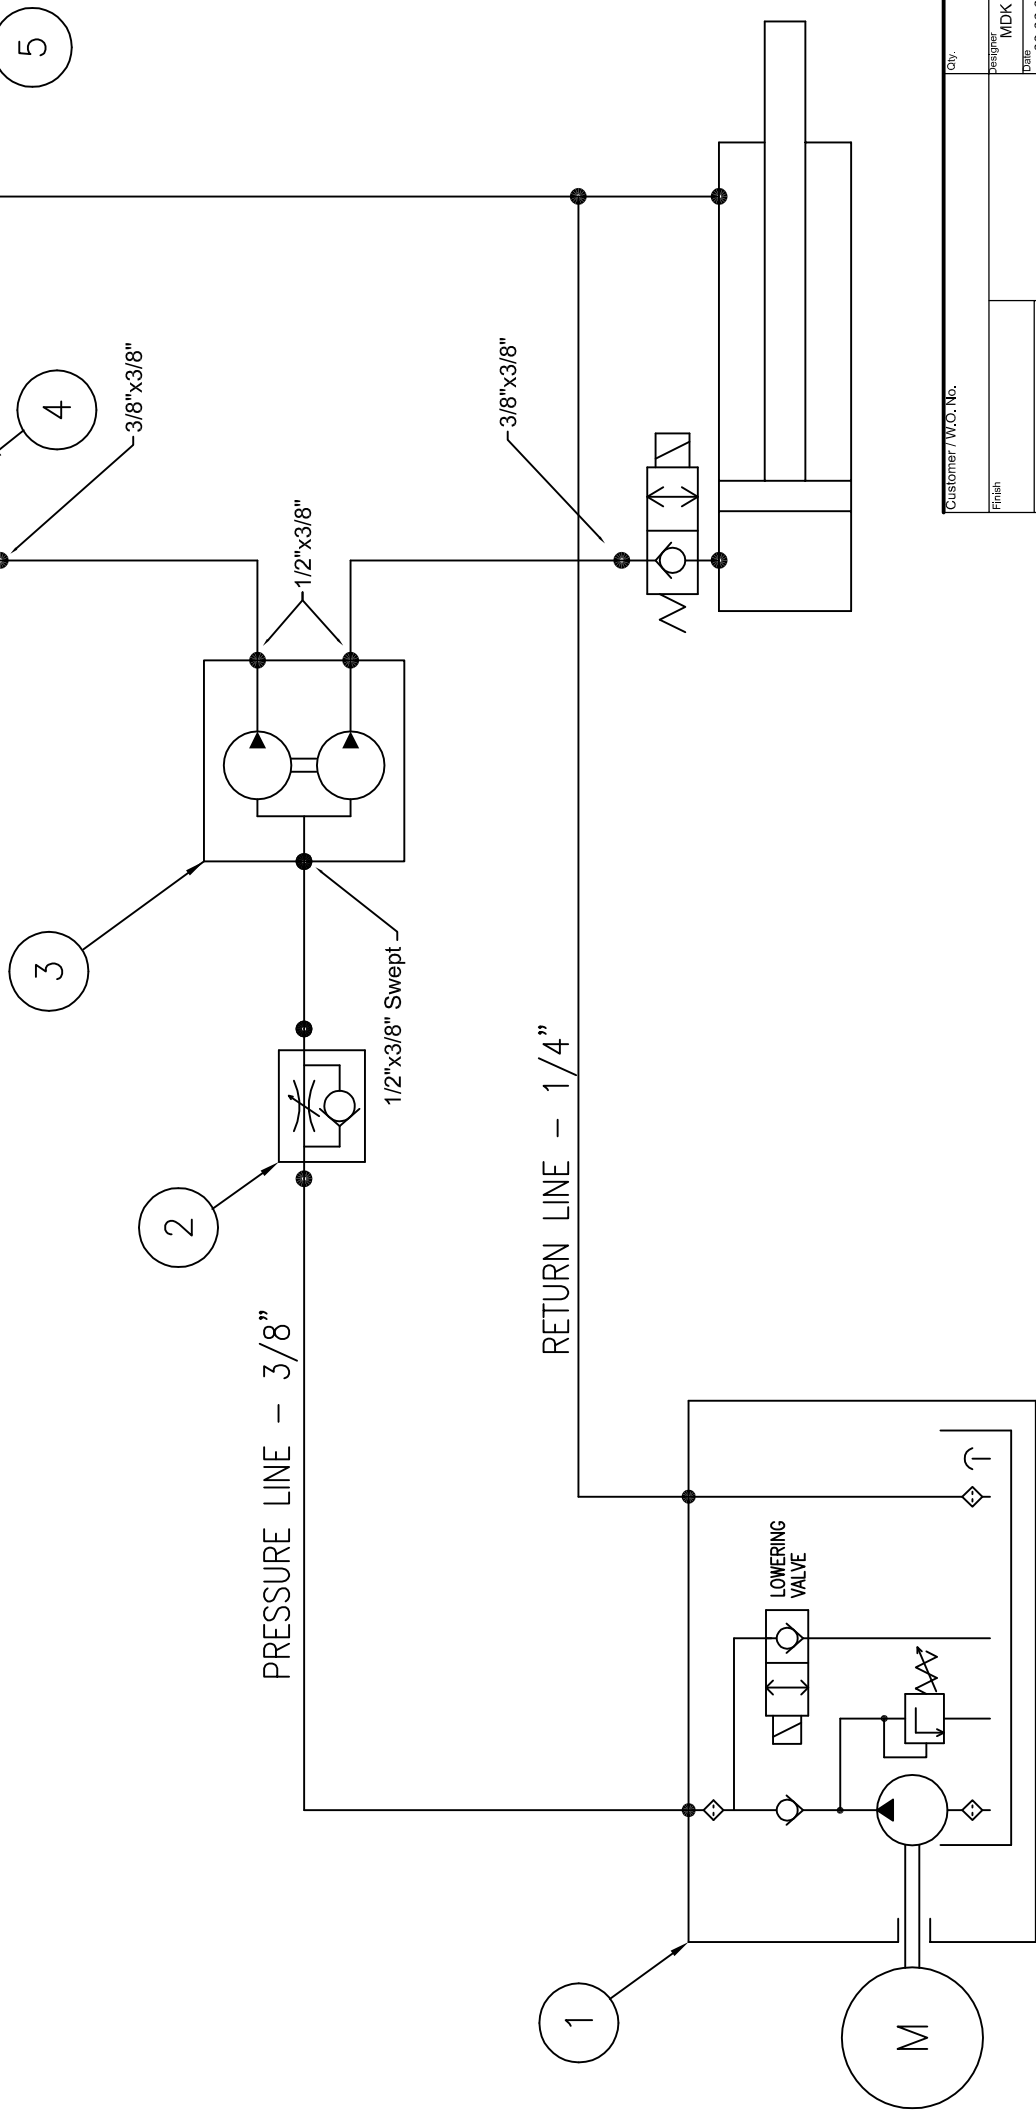 5
4
3/8"x3/8"
3/8"x3/8"
1/2"x3/8"
3
1/2"x3/8" Swept
2
PRESSURE LINE - 3/8”
RETURN LINE - 1/4”
LOWERING
VALVE
1
M
Customer / W.O. No.
Qty.
Finish
Designer
MDK
Date